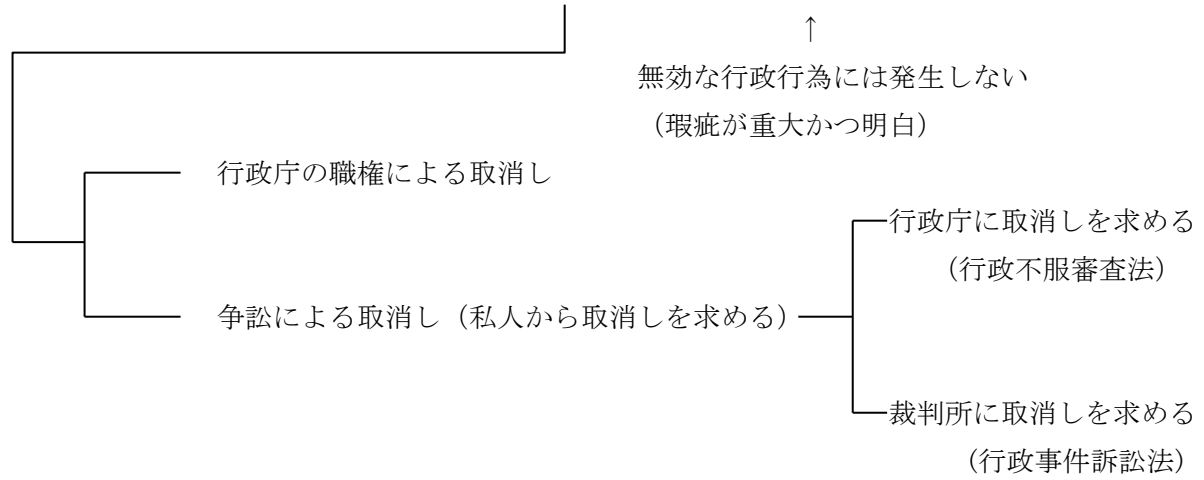 ↑
無効な行政行為には発生しない
（瑕疵が重大かつ明白）
行政庁の職権による取消し
行政庁に取消しを求める
（行政不服審査法）
争訟による取消し（私人から取消しを求める）
裁判所に取消しを求める
（行政事件訴訟法）